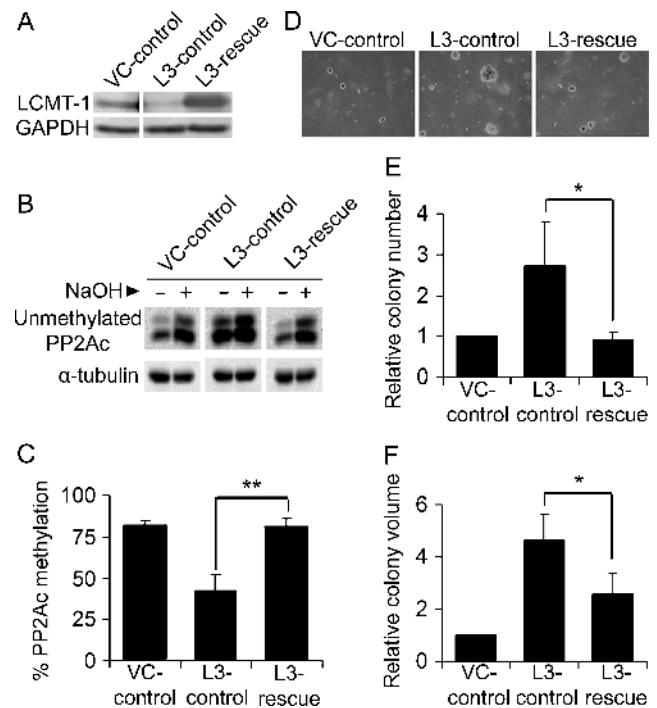 A
VC-control
L3-control
L3-rescue
LCMT-1
GAPDH
B
VC-control
L3-control
L3-rescue
NaOH► – + – + – +
Unmethylated
PP2Ac
α-tubulin
C
**
% PP2Ac methylation
100
75
50
25
0
VC-
control
L3-
control
L3-
rescue
D
VC-control L3-control L3-rescue
E
*
Relative colony number
4
3
2
1
0
VC-
control
L3-
control
L3-
rescue
F
*
Relative colony volume
6
4
2
0
VC-
control
L3-
control
L3-
rescue